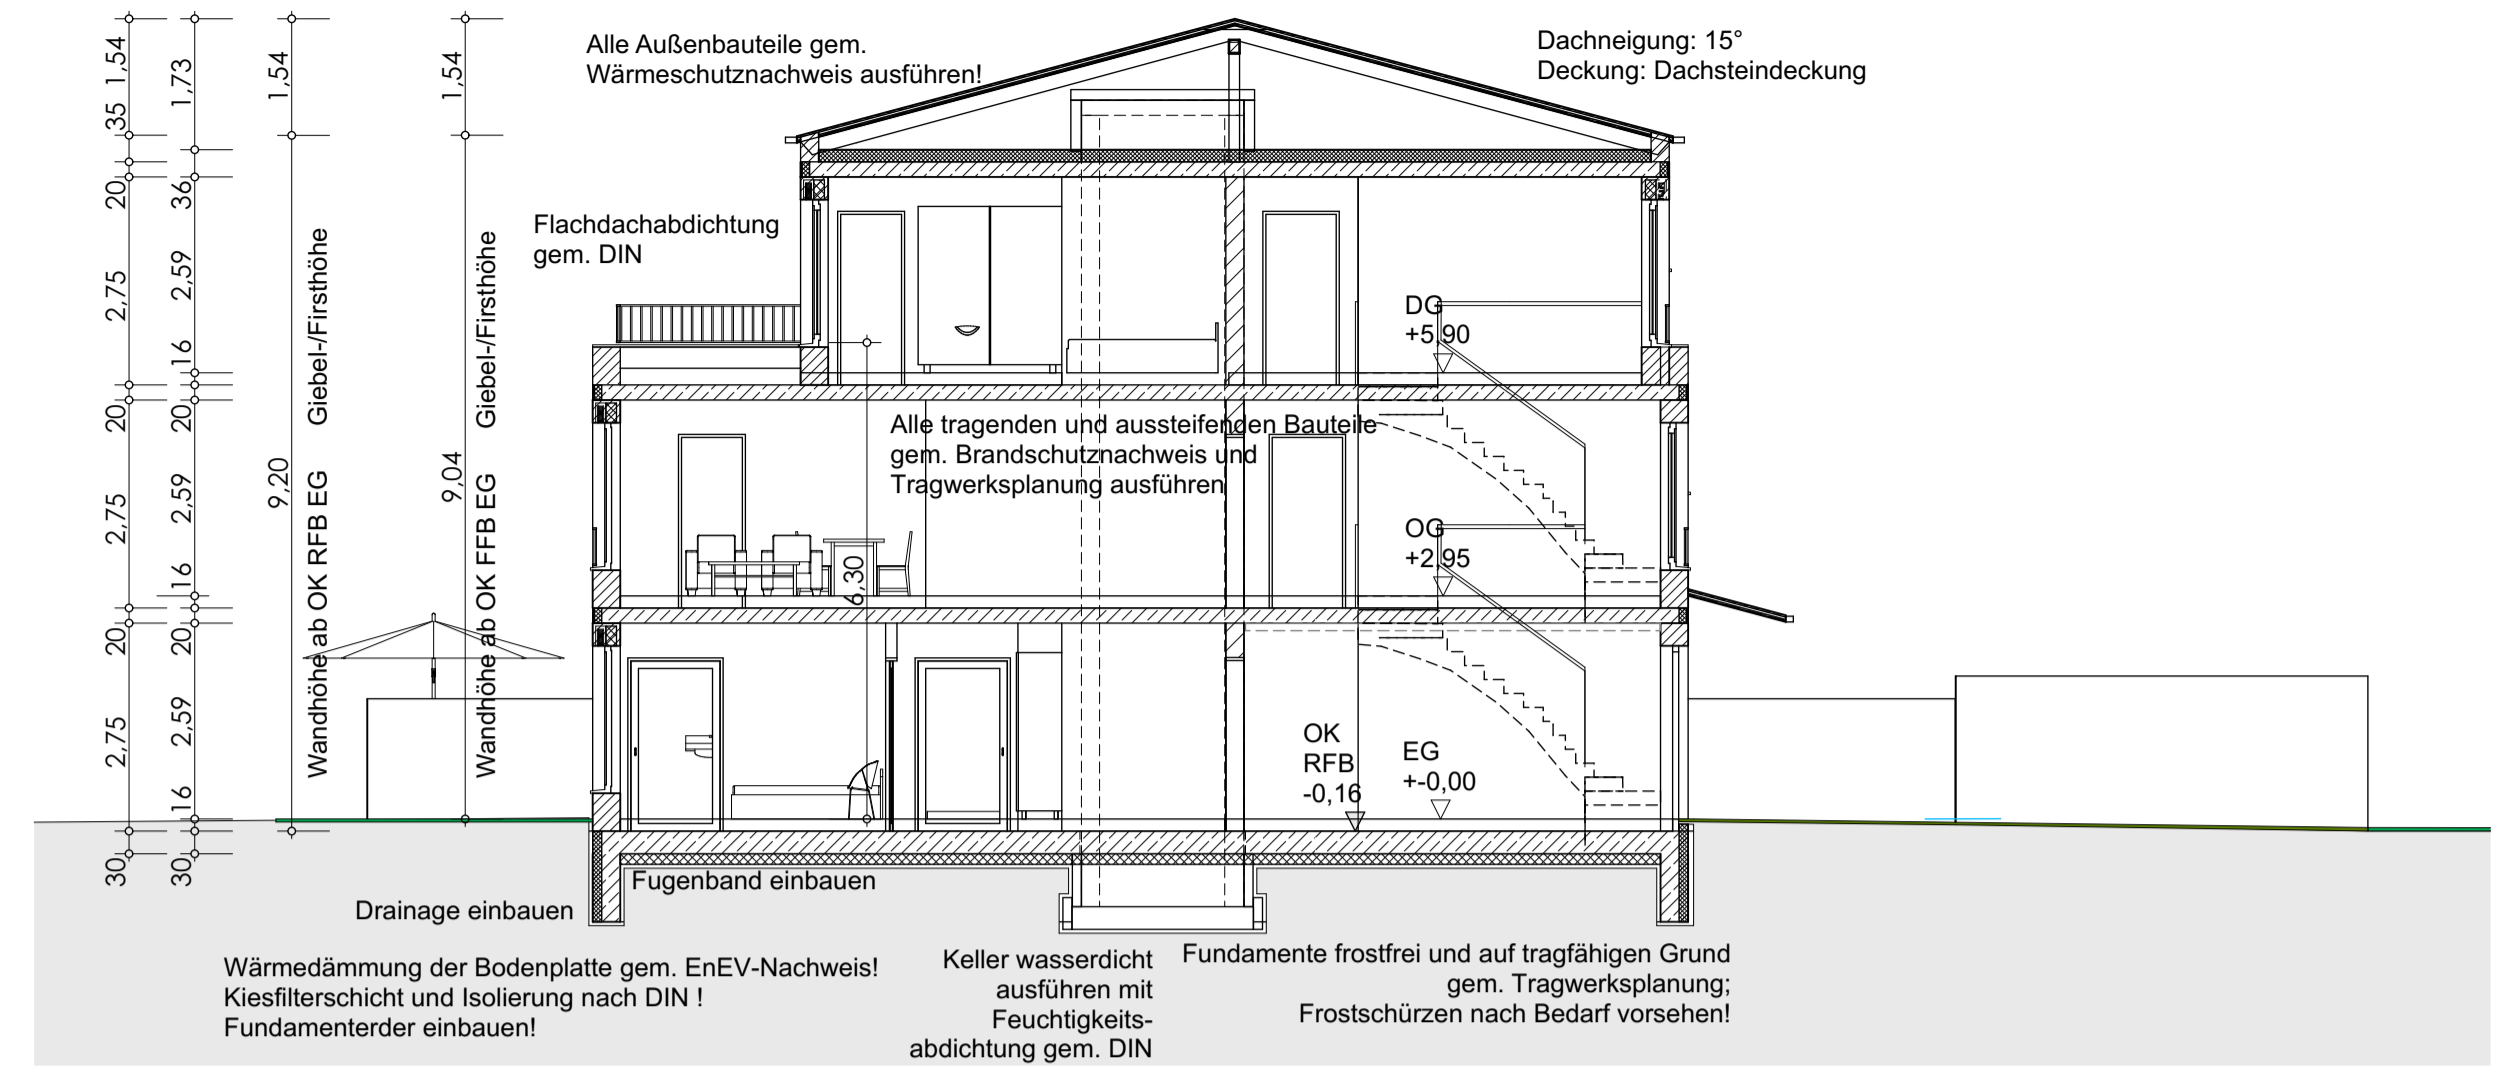 1,54
35
20
2,75
20
2,75
20
2,75
30
1,73
36
2,59
16
20
2,59
16
20
2,59
16
30
1,54
9,20
Wandhöhe ab OK RFB EG Giebel-/Firsthöhe
1,54
9,04
Wandhöhe ab OK FFB EG Giebel-/Firsthöhe
Alle Außenbauteile gem.
Wärmeschutznachweis ausführen!
Dachneigung: 15°
Deckung: Dachsteindeckung
Flachdachabdichtung
gem. DIN
DG
+5,90
Alle tragenden und aussteifenden Bauteile
gem. Brandschutznachweis und
Tragwerksplanung ausführen
6,30
OG
+2,95
OK
RFB
-0,16
EG
+-0,00
Fugenband einbauen
Drainage einbauen
Wärmedämmung der Bodenplatte gem. EnEV-Nachweis!
Kiesfilterschicht und Isolierung nach DIN !
Fundamenterder einbauen!
Keller wasserdicht
ausführen mit
Feuchtigkeits-
abdichtung gem. DIN
Fundamente frostfrei und auf tragfähigen Grund
gem. Tragwerksplanung;
Frostschürzen nach Bedarf vorsehen!